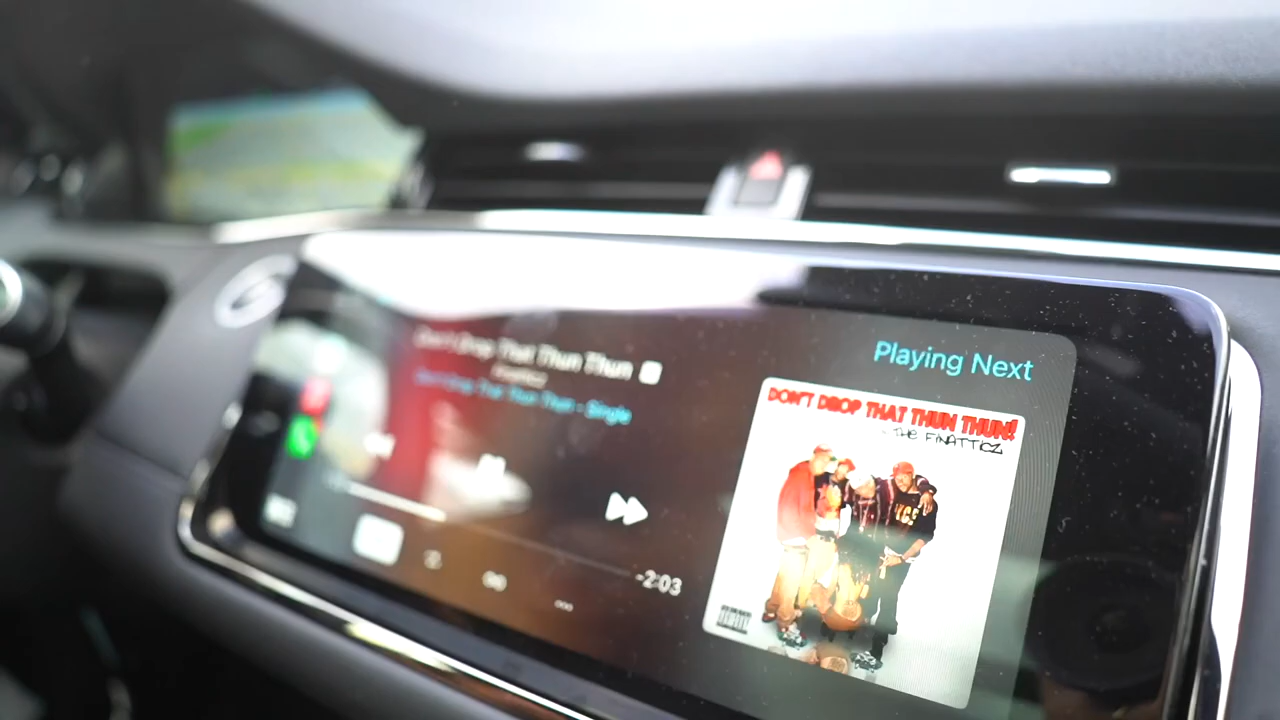 Don't Drop That Thun Thun
Finatticz
Don't Drop That Thun Thun - Single
-2:03
Playing Next
DON'T DROP THAT THUN THUN!
THE FINATTICZ